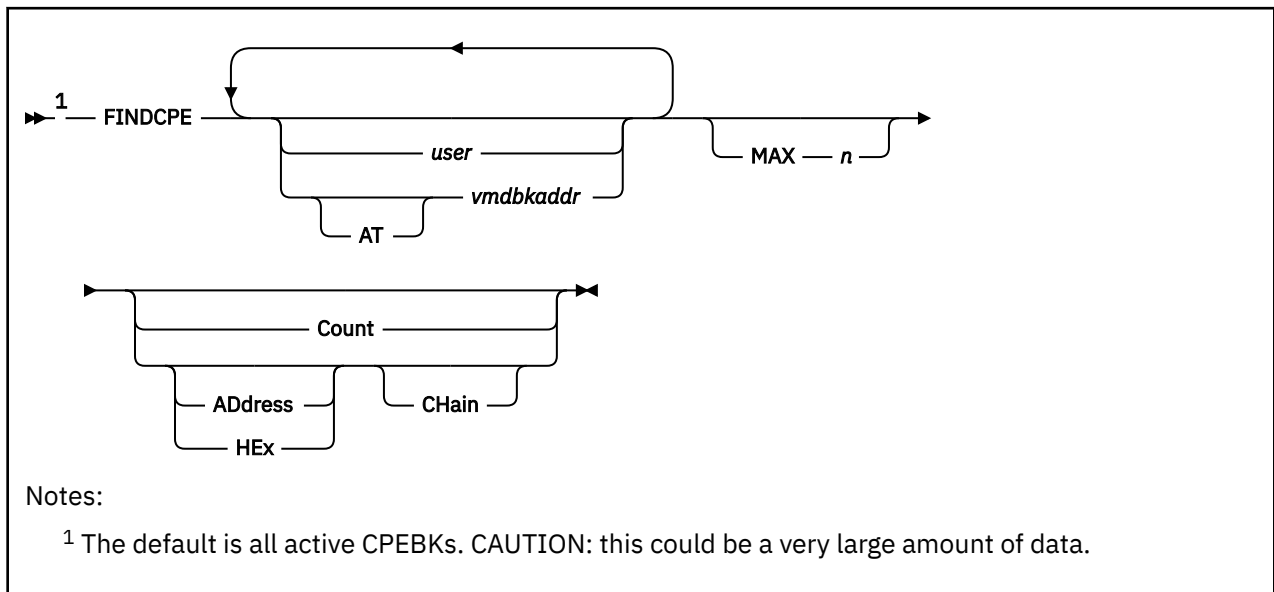 1 FINDCPE
user
AT vmdbkaddr
MAX n
Count
ADdress
HEx
CHain
Notes:
1 The default is all active CPEBKs. CAUTION: this could be a very large amount of data.